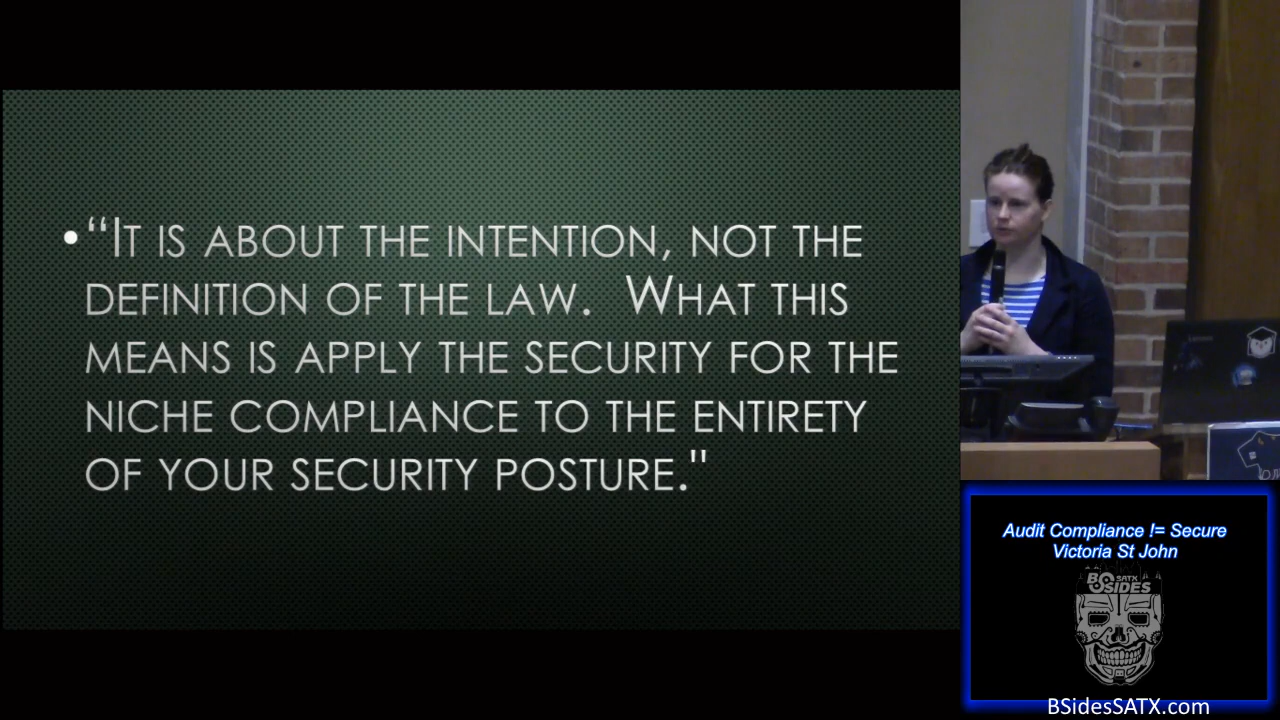 • “IT IS ABOUT THE INTENTION, NOT THE
DEFINITION OF THE LAW.  WHAT THIS
MEANS IS APPLY THE SECURITY FOR THE
NICHE COMPLIANCE TO THE ENTIRETY
OF YOUR SECURITY POSTURE."
Audit Compliance != Secure
Victoria St John
BSIDES SATX
BSidesSATX.com